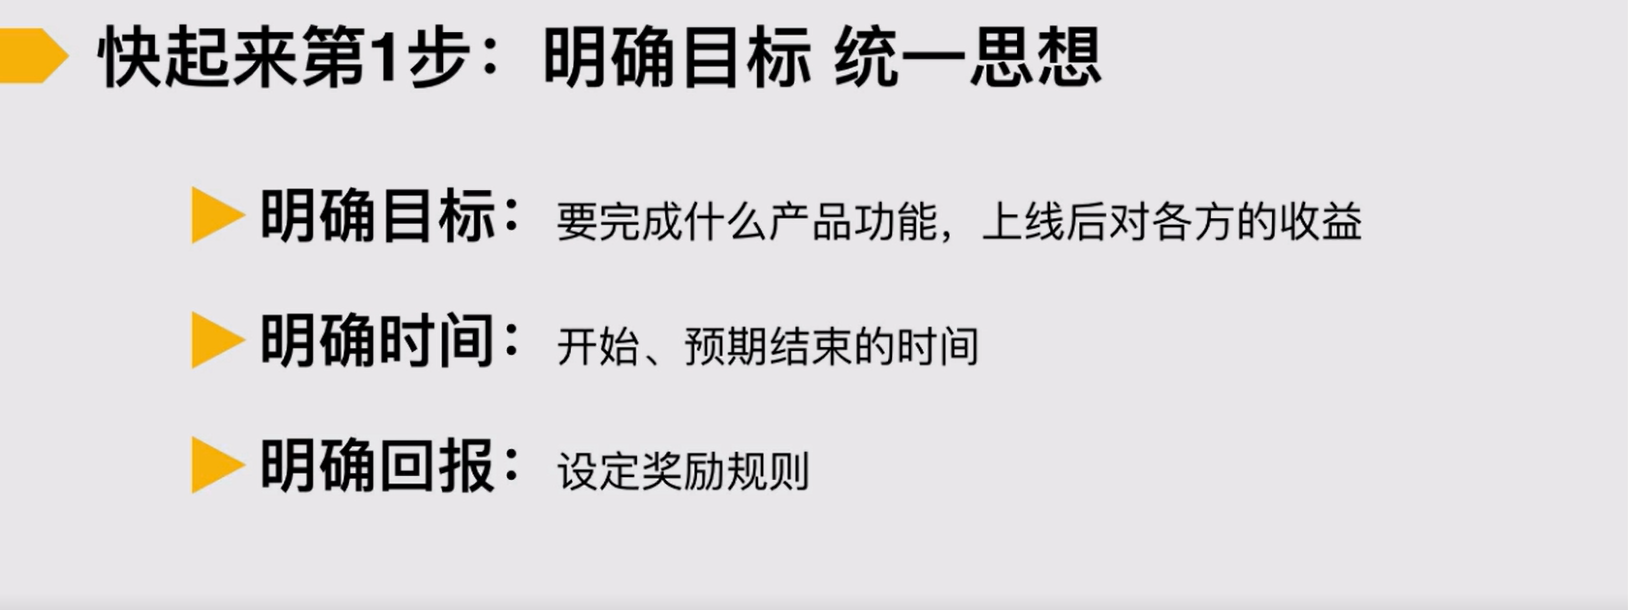 快起来第1步：明确目标 统一思想
明确目标：要完成什么产品功能，上线后对各方的收益
明确时间：开始、预期结束的时间
明确回报：设定奖励规则